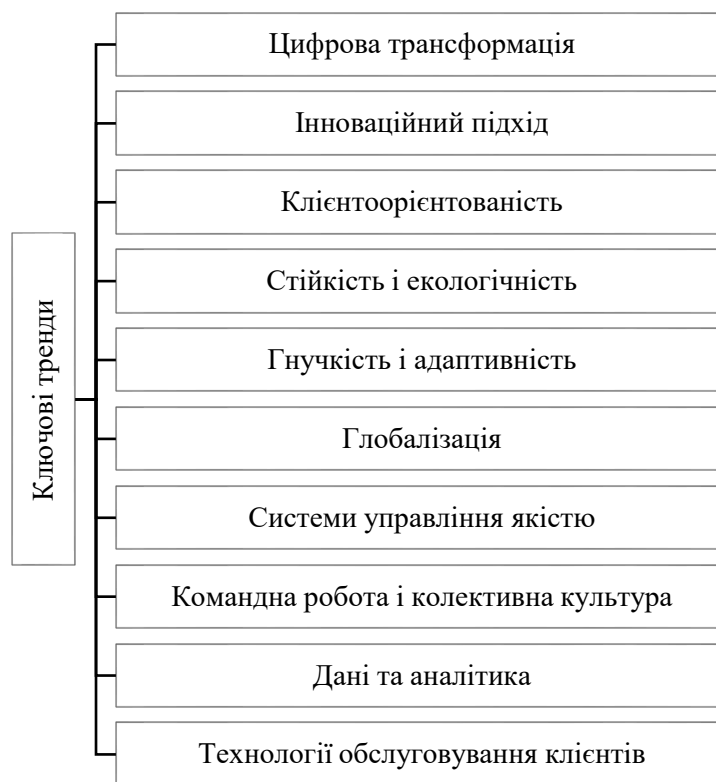 Ключові тренди
Цифрова трансформація
Інноваційний підхід
Клієнтоорієнтованість
Стійкість і екологічність
Гнучкість і адаптивність
Глобалізація
Системи управління якістю
Командна робота і колективна культура
Дані та аналітика
Технології обслуговування клієнтів